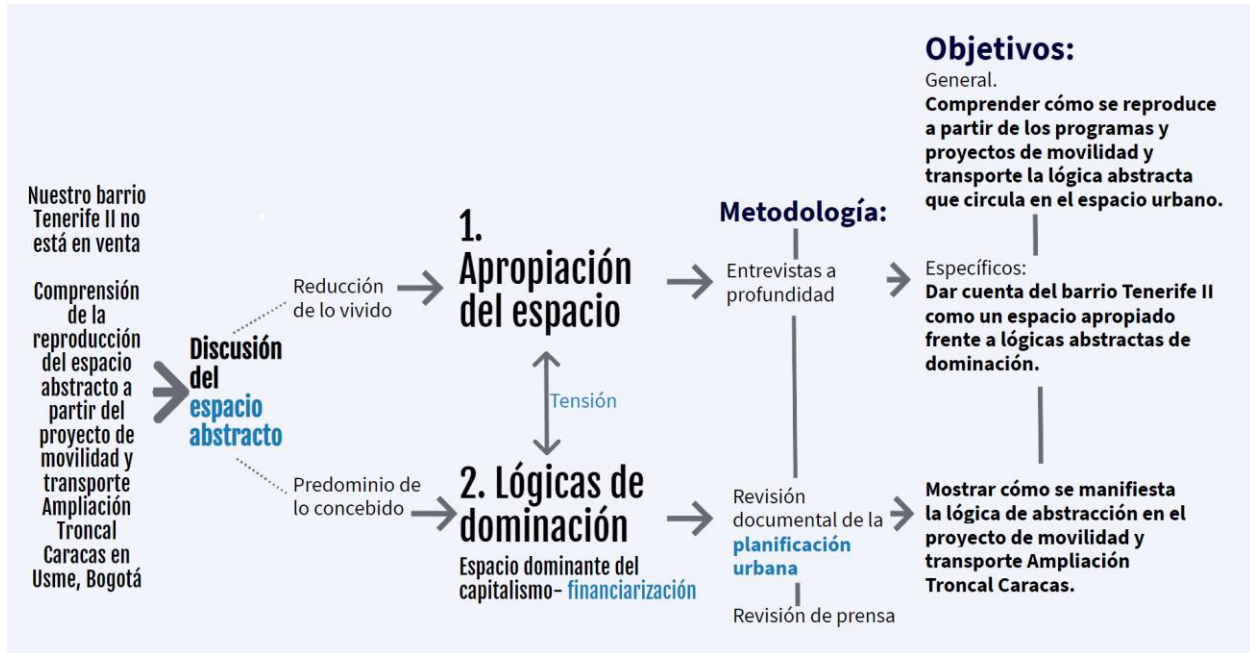 Nuestro barrio
Tenerife II no
está en venta
Comprensión
de la
reproducción
del espacio
abstracto a
partir del
proyecto de
movilidad y
transporte
Ampliación
Troncal
Caracas en
Usme, Bogotá
Discusión
del
espacio
abstracto
Reducción
de lo vivido
Predominio de
lo concebido
1.
Apropiación
del espacio
Tensión
2. Lógicas de
dominación
Espacio dominante del
capitalismo- financiarización
Metodología:
Entrevistas a
profundidad
Revisión
documental de la
planificación
urbana
Revisión de prensa
Objetivos:
General.
Comprender cómo se reproduce
a partir de los programas y
proyectos de movilidad y
transporte la lógica abstracta
que circula en el espacio urbano.
Específicos:
Dar cuenta del barrio Tenerife II
como un espacio apropiado
frente a lógicas abstractas de
dominación.
Mostrar cómo se manifiesta
la lógica de abstracción en el
proyecto de movilidad y
transporte Ampliación
Troncal Caracas.